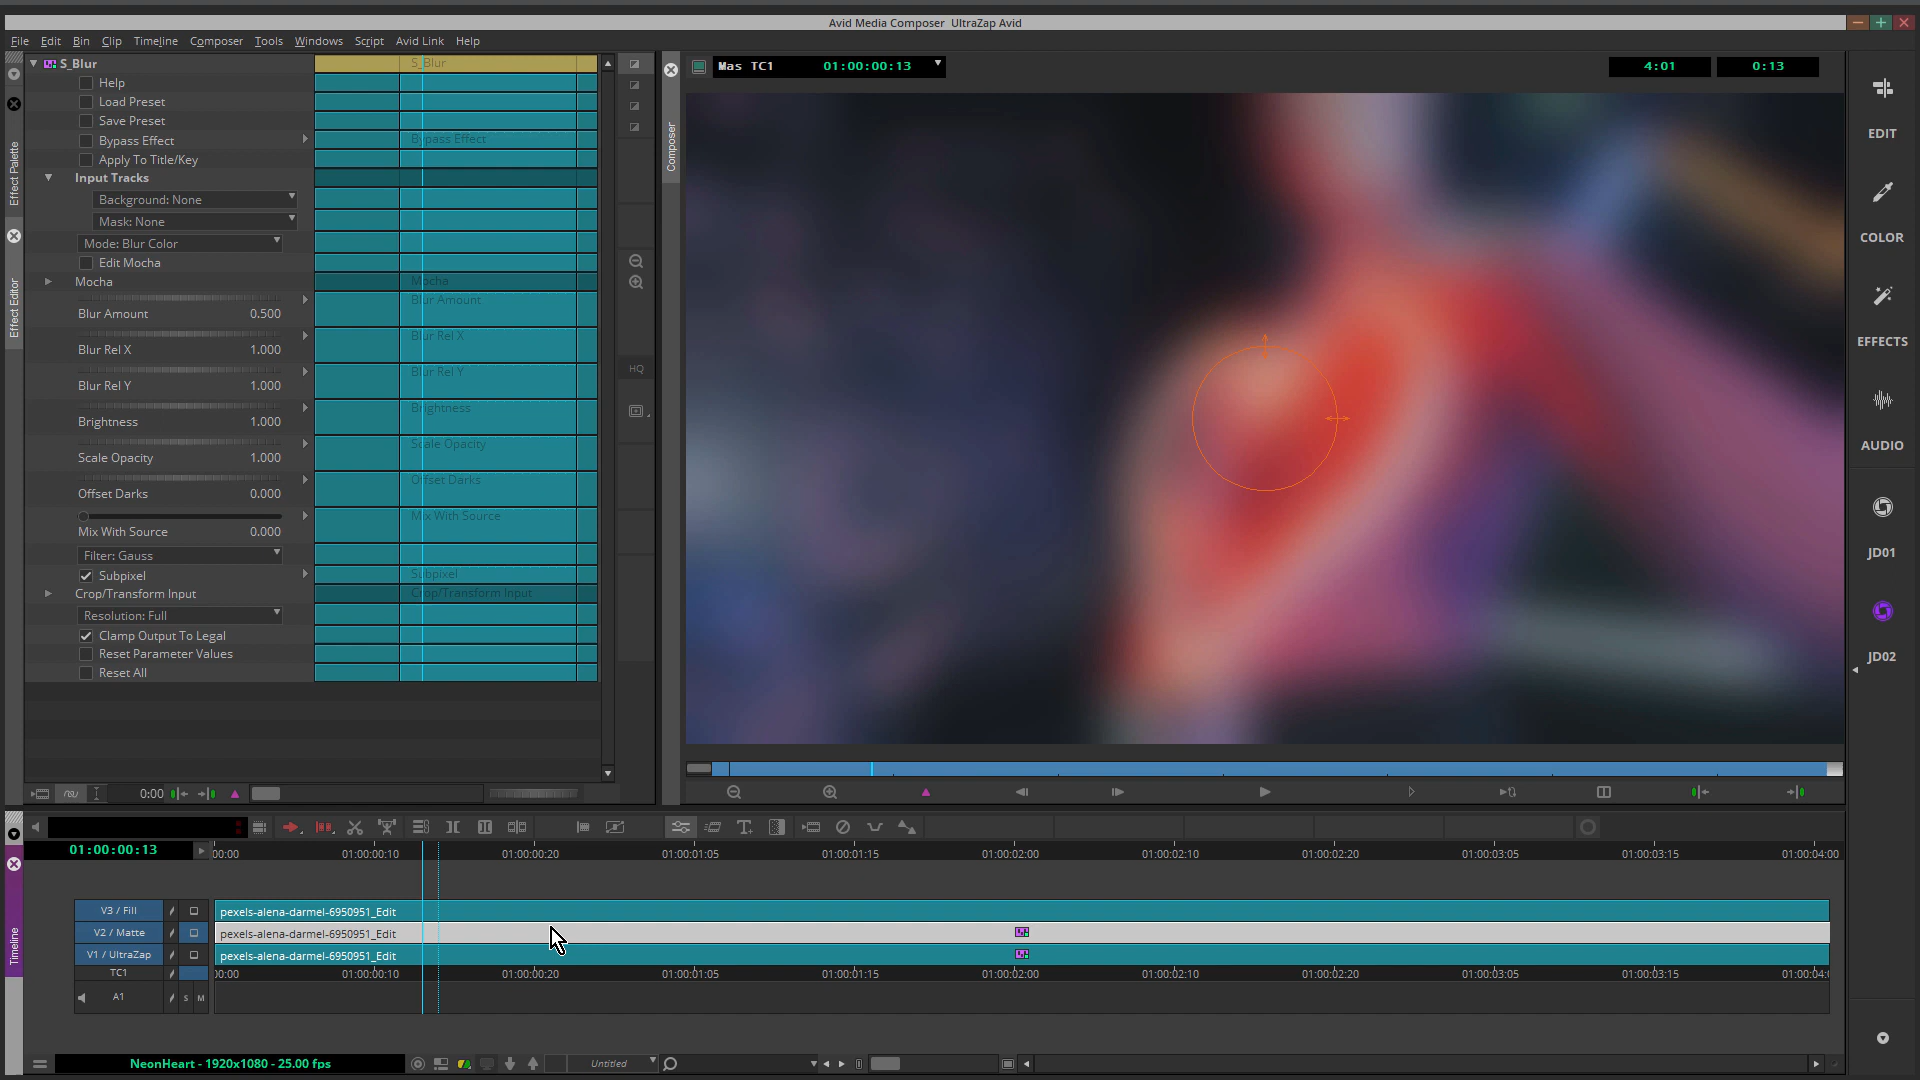 Avid Media Composer  UltraZap Avid
File Edit Bin Clip Timeline Composer Tools Windows Script Avid Link Help
S_Blur
Help
Load Preset
Save Preset
Bypass Effect
Apply To Title/Key
Input Tracks
Background: None
Mask: None
Mode: Blur Color
Edit Mocha
Mocha
Blur Amount 0.500
Blur Rel X 1.000
Blur Rel Y 1.000
Brightness 1.000
Scale Opacity 1.000
Offset Darks 0.000
Mix With Source 0.000
Filter: Gauss
Subpixel
Crop/Transform Input
Resolution: Full
Clamp Output To Legal
Reset Parameter Values
Reset All
S_Blur
Bypass Effect
Mocha
Blur Amount
Blur Rel X
Blur Rel Y
Brightness
Scale Opacity
Offset Darks
Mix With Source
Subpixel
Crop/Transform Input
0:00
Effect Palette
Effect Editor
HQ
Composer
Mas TC1 01:00:00:13
4:01 0:13
EDIT
COLOR
EFFECTS
AUDIO
JD01
JD02
Timeline
01:00:00:13
00:00 01:00:00:10 01:00:00:20 01:00:01:05 01:00:01:15 01:00:02:00 01:00:02:10 01:00:02:20 01:00:03:05 01:00:03:15 01:00:04:00
V3 / Fill pexels-alena-darmel-6950951_Edit
V2 / Matte pexels-alena-darmel-6950951_Edit
V1 / UltraZap pexels-alena-darmel-6950951_Edit
TC1 00:00 01:00:00:10 01:00:00:20 01:00:01:05 01:00:01:15 01:00:02:00 01:00:02:10 01:00:02:20 01:00:03:05 01:00:03:15 01:00:04:
A1 S M
NeonHeart - 1920x1080 - 25.00 fps
Untitled